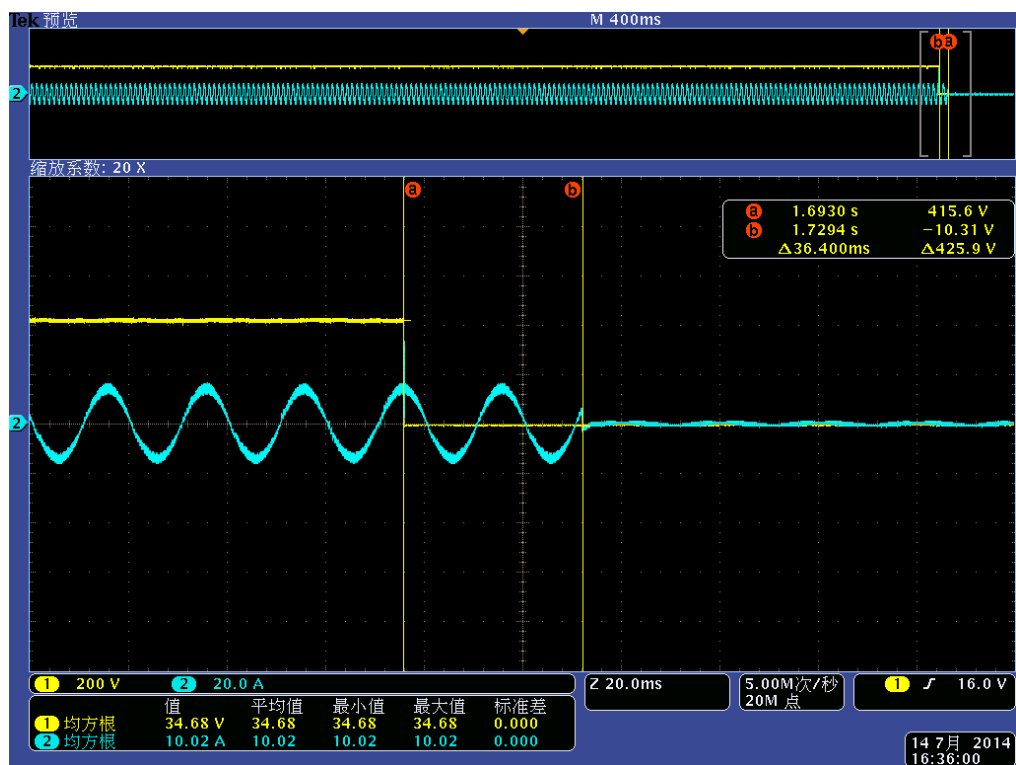 Tek 预览 M 400ms
b a
2
缩放系数: 20 X
a b
a 1.6930 s 415.6 V
b 1.7294 s −10.31 V
Δ36.400ms Δ425.9 V
2
1 200 V 2 20.0 A Z 20.0ms 5.00M次/秒 1 16.0 V
20M 点
值 平均值 最小值 最大值 标准差
1 均方根 34.68 V 34.68 34.68 34.68 0.000
2 均方根 10.02 A 10.02 10.02 10.02 0.000
14 7月 2014
16:36:00